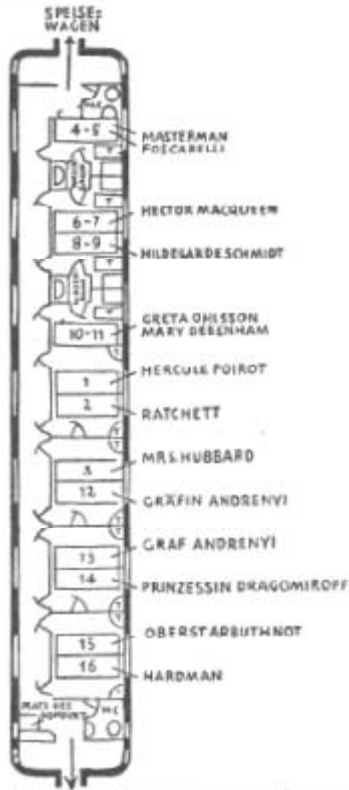 SPEISE=
WAGEN
4-5
MASTERMAN
FOSCARELLI
6-7
HECTOR MACQUEEN
8-9
HILDEGARDE SCHMIDT
10-11
GRETA OHLSSON
MARY DEBENHAM
1
HERCULE POIROT
2
RATCHETT
3
MRS. HUBBARD
12
GRÄFIN ANDRENYI
13
GRAF ANDRENYI
14
PRINZESSIN DRAGOMIROFF
15
OBERST ARBUTHNOT
16
HARDMAN
PLATZ DES
W.C.